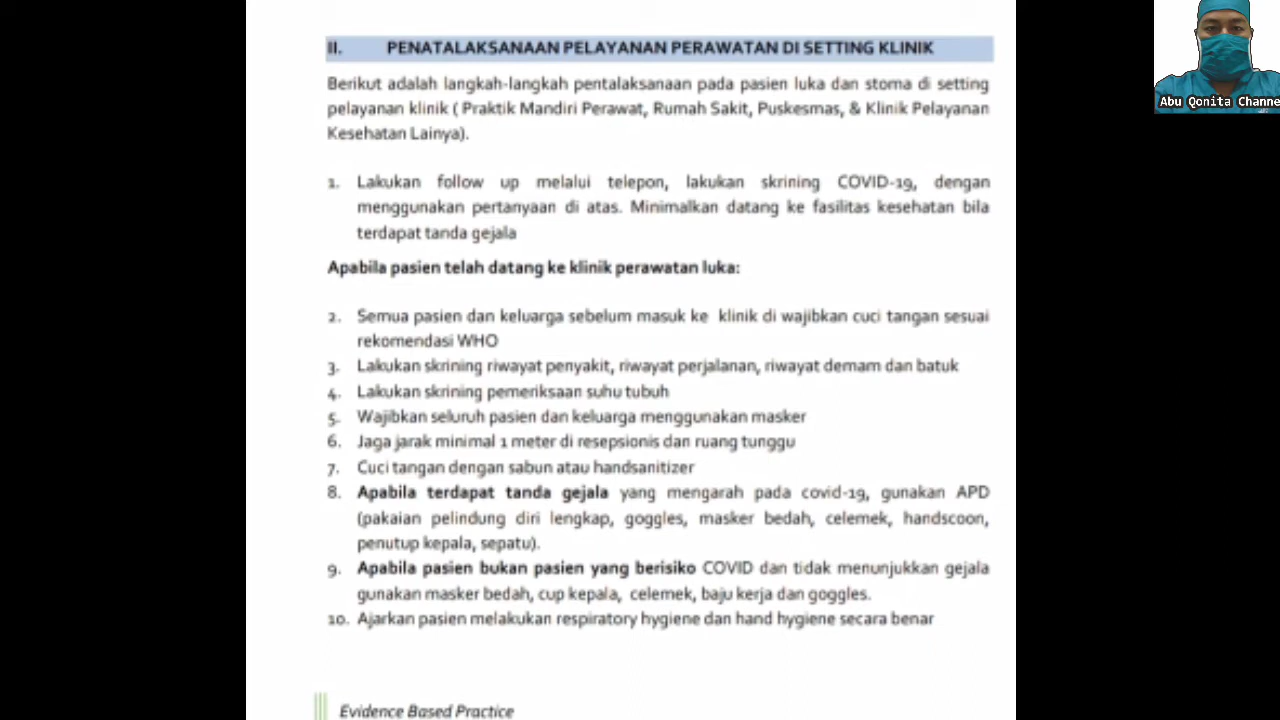 II. PENATALAKSANAAN PELAYANAN PERAWATAN DI SETTING KLINIK
Berikut adalah langkah-langkah pentalaksanaan pada pasien luka dan stoma di setting
pelayanan klinik ( Praktik Mandiri Perawat, Rumah Sakit, Puskesmas, & Klinik Pelayanan
Kesehatan Lainya).
1. Lakukan follow up melalui telepon, lakukan skrining COVID-19, dengan
menggunakan pertanyaan di atas. Minimalkan datang ke fasilitas kesehatan bila
terdapat tanda gejala
Apabila pasien telah datang ke klinik perawatan luka:
2. Semua pasien dan keluarga sebelum masuk ke klinik di wajibkan cuci tangan sesuai
rekomendasi WHO
3. Lakukan skrining riwayat penyakit, riwayat perjalanan, riwayat demam dan batuk
4. Lakukan skrining pemeriksaan suhu tubuh
5. Wajibkan seluruh pasien dan keluarga menggunakan masker
6. Jaga jarak minimal 1 meter di resepsionis dan ruang tunggu
7. Cuci tangan dengan sabun atau handsanitizer
8. Apabila terdapat tanda gejala yang mengarah pada covid-19, gunakan APD
(pakaian pelindung diri lengkap, goggles, masker bedah, celemek, handscoon,
penutup kepala, sepatu).
9. Apabila pasien bukan pasien yang berisiko COVID dan tidak menunjukkan gejala
gunakan masker bedah, cup kepala, celemek, baju kerja dan goggles.
10. Ajarkan pasien melakukan respiratory hygiene dan hand hygiene secara benar
Evidence Based Practice
Abu Qonita Channe